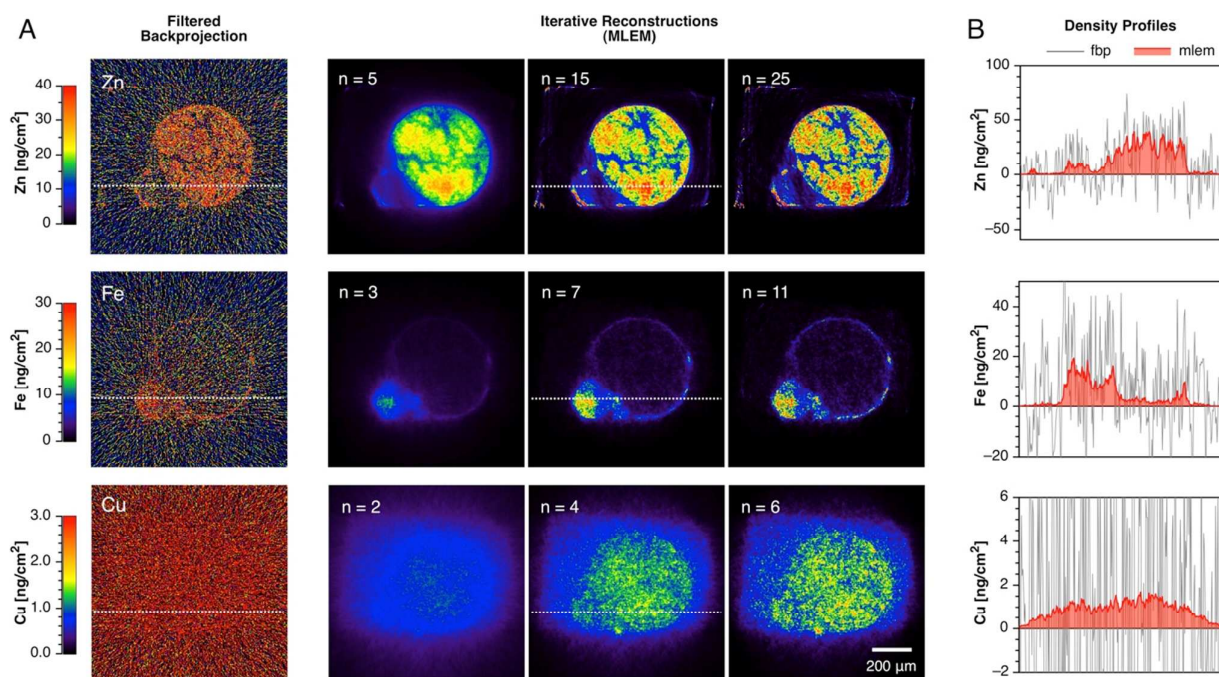 A
Filtered
Backprojection
Iterative Reconstructions
(MLEM)
B
Density Profiles
fbp
mlem
Zn [ng/cm2]
40
30
20
10
0
Zn
n = 5
n = 15
n = 25
Zn [ng/cm2]
100
50
0
−50
Fe [ng/cm2]
30
20
10
0
Fe
n = 3
n = 7
n = 11
Fe [ng/cm2]
40
20
0
−20
Cu [ng/cm2]
3.0
2.0
1.0
0.0
Cu
n = 2
n = 4
n = 6
200 µm
Cu [ng/cm2]
6
4
2
0
−2